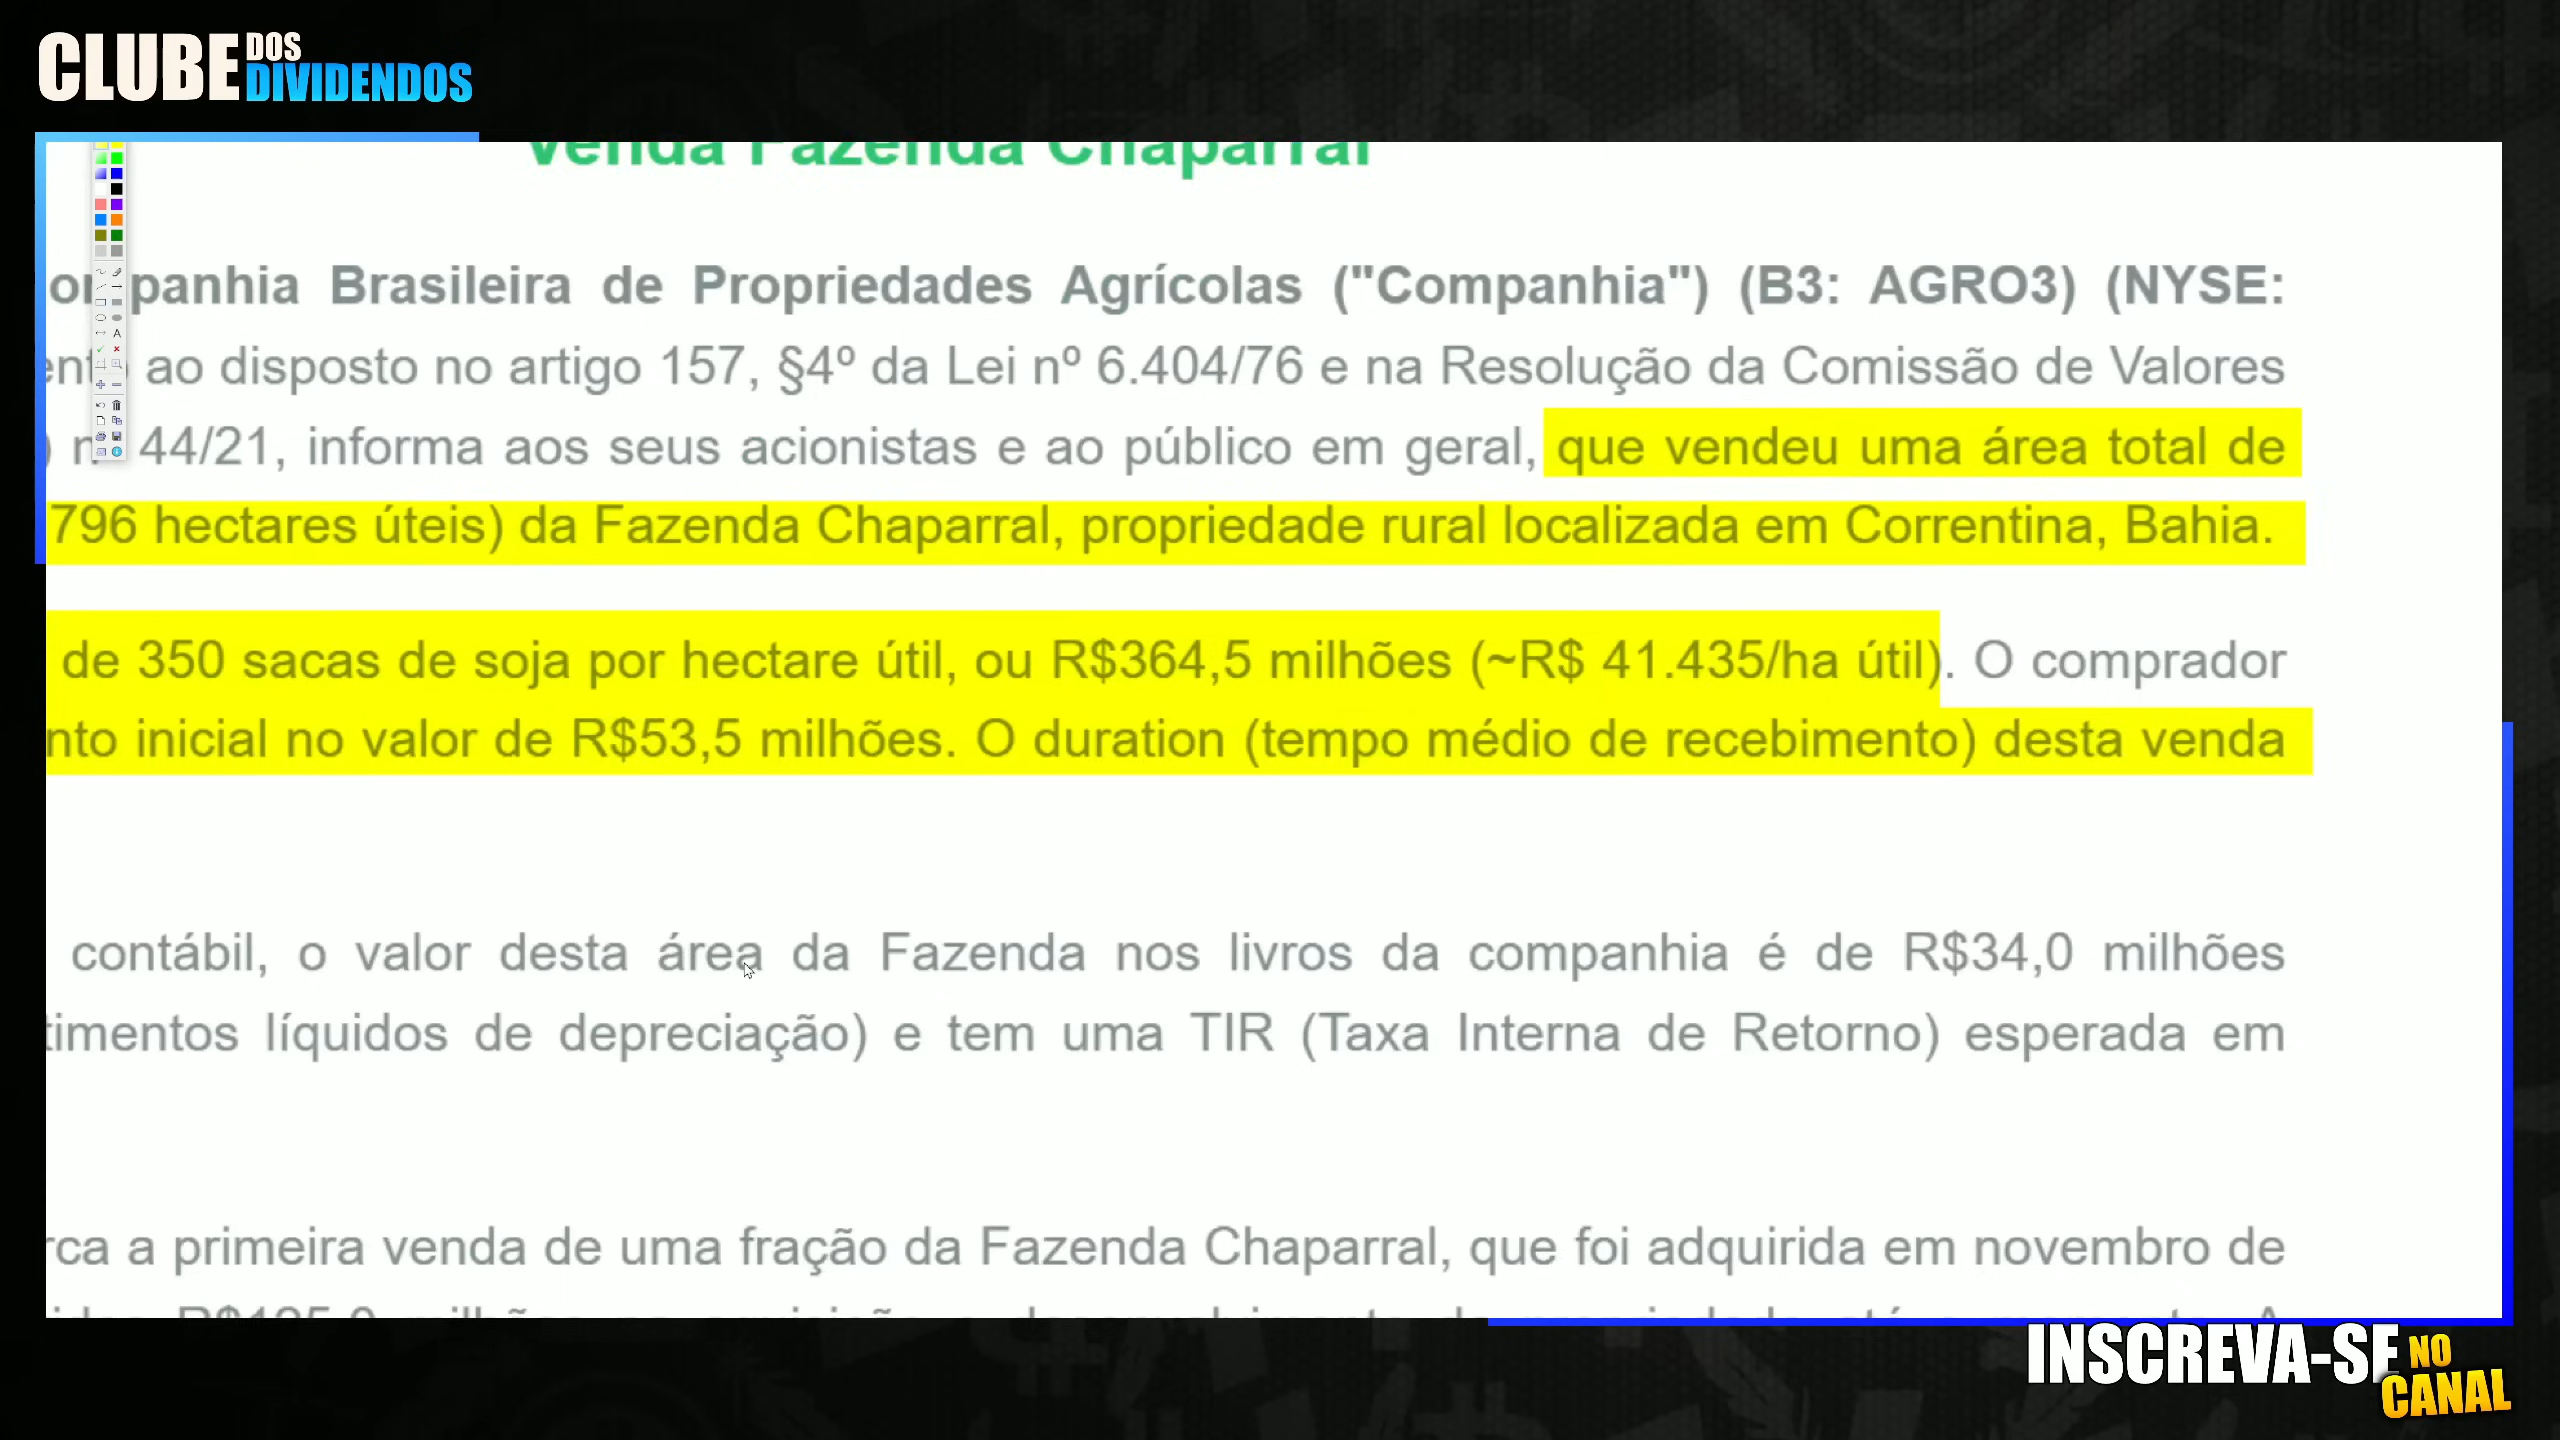 CLUBE DOS DIVIDENDOS
Venda Fazenda Chaparral
panhia Brasileira de Propriedades Agrícolas ("Companhia") (B3: AGRO3) (NYSE:
ao disposto no artigo 157, §4º da Lei nº 6.404/76 e na Resolução da Comissão de Valores
44/21, informa aos seus acionistas e ao público em geral, que vendeu uma área total de
796 hectares úteis) da Fazenda Chaparral, propriedade rural localizada em Correntina, Bahia.
de 350 sacas de soja por hectare útil, ou R$364,5 milhões (~R$ 41.435/ha útil). O comprador
nto inicial no valor de R$53,5 milhões. O duration (tempo médio de recebimento) desta venda
contábil, o valor desta área da Fazenda nos livros da companhia é de R$34,0 milhões
timentos líquidos de depreciação) e tem uma TIR (Taxa Interna de Retorno) esperada em
rca a primeira venda de uma fração da Fazenda Chaparral, que foi adquirida em novembro de
INSCREVA-SE NO CANAL